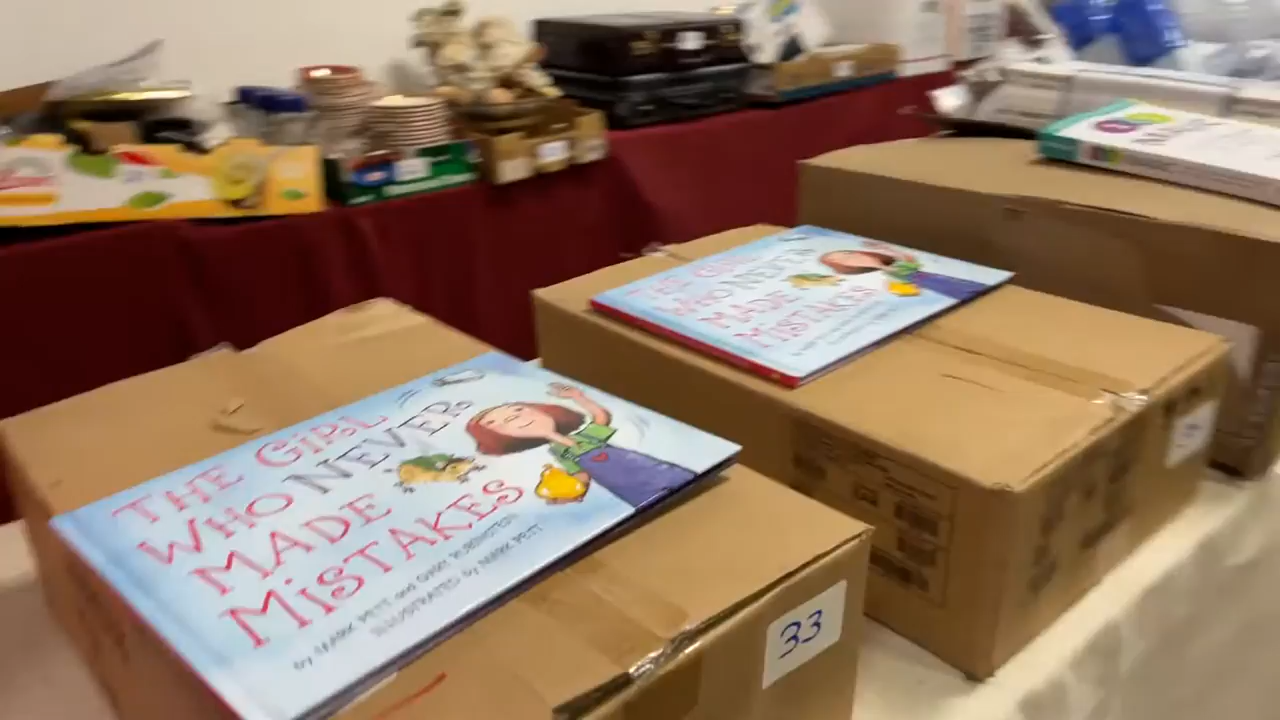 THE GIRL
WHO NEVER
MADE
MiSTAKES
by MARK PETT and GARY RUBINSTEIN
ILLUSTRATED by MARK PETT
33
THE GIRL
WHO NEVER
MADE
MiSTAKES